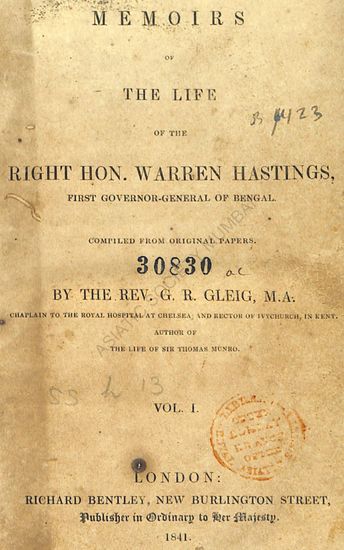 MEMOIRS
OF
THE LIFE
OF THE
RIGHT HON. WARREN HASTINGS,
FIRST GOVERNOR-GENERAL OF BENGAL.
COMPILED FROM ORIGINAL PAPERS.
30830
BY THE REV. G. R. GLEIG, M.A.
CHAPLAIN TO THE ROYAL HOSPITAL AT CHELSEA; AND RECTOR OF IVYCHURCH, IN KENT.
AUTHOR OF
THE LIFE OF SIR THOMAS MUNRO.
VOL. I.
LONDON:
RICHARD BENTLEY, NEW BURLINGTON STREET,
Publisher in Ordinary to Her Majesty.
1841.